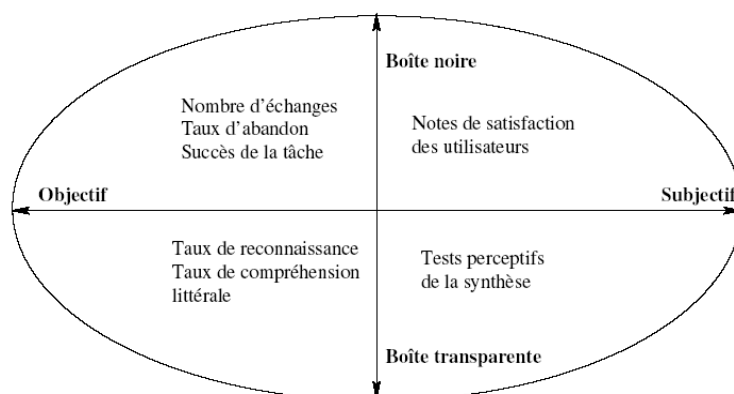 Boîte noire
Nombre d'échanges
Taux d'abandon
Succès de la tâche
Notes de satisfaction
des utilisateurs
Objectif
Subjectif
Taux de reconnaissance
Taux de compréhension
littérale
Tests perceptifs
de la synthèse
Boîte transparente